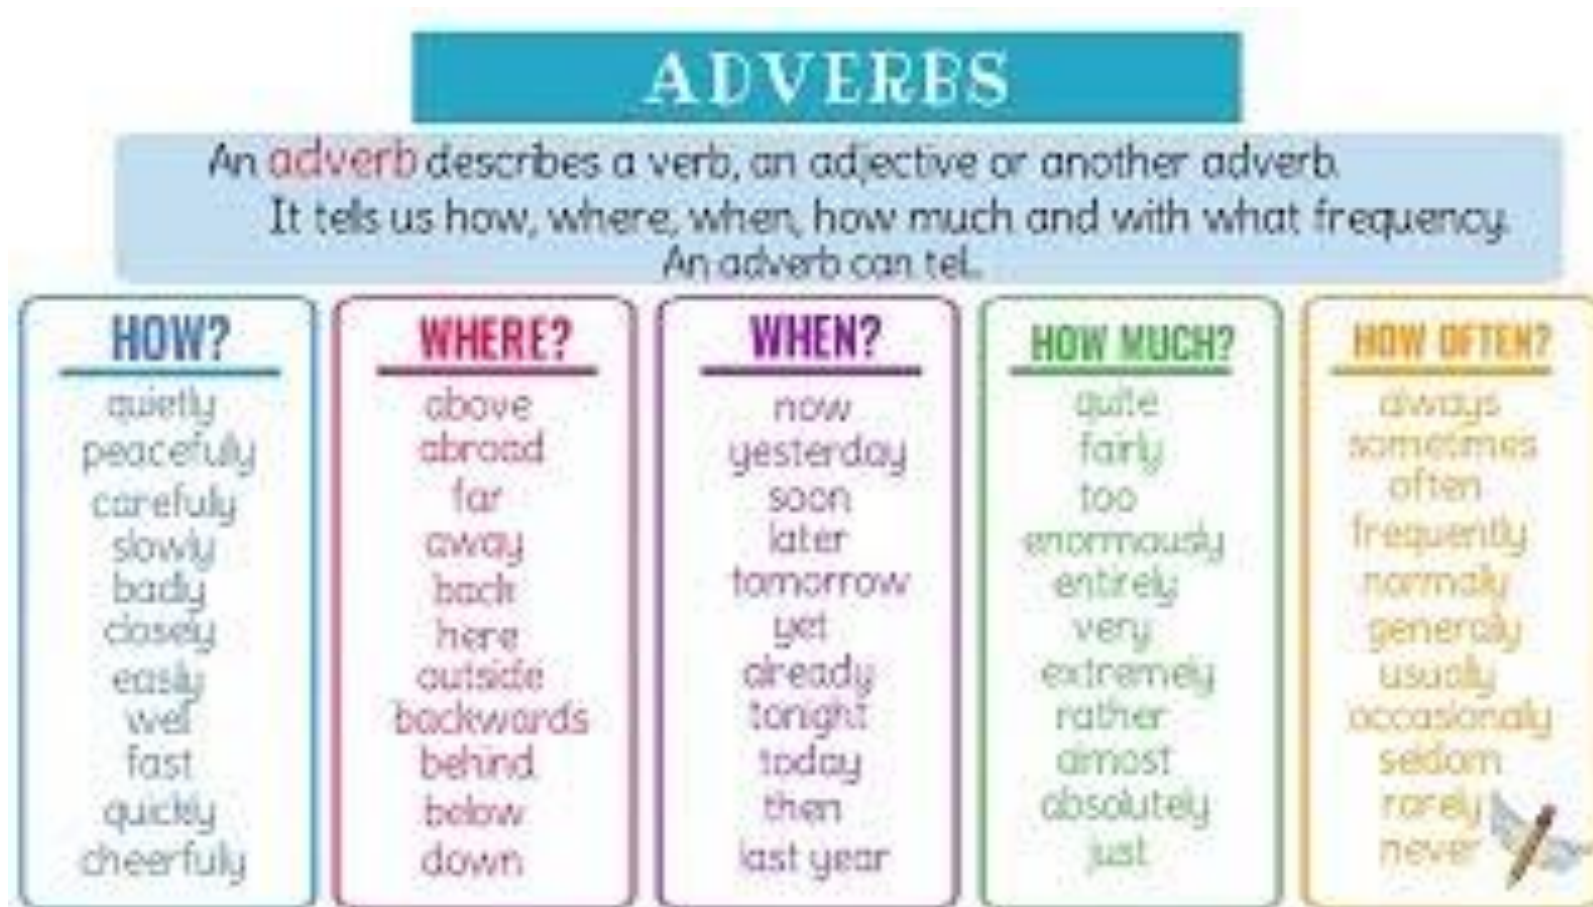 ADVERBS
An adverb describes a verb, an adjective or another adverb.
It tells us how, where, when, how much and with what frequency.
An adverb can tel..
HOW?
quietly
peacefuly
carefuly
slowly
badly
closely
easily
wel
fast
quickly
cheerfuly
WHERE?
above
abroad
far
away
back
here
outside
backwards
behind
below
down
WHEN?
now
yesterday
soon
later
tomorrow
yet
already
tonight
today
then
last year
HOW MUCH?
quite
fairly
too
enormously
entirely
very
extremely
rather
almost
absolutely
just
HOW OFTEN?
always
sometimes
often
frequently
normally
generally
usually
occasionaly
seldom
rarely
never